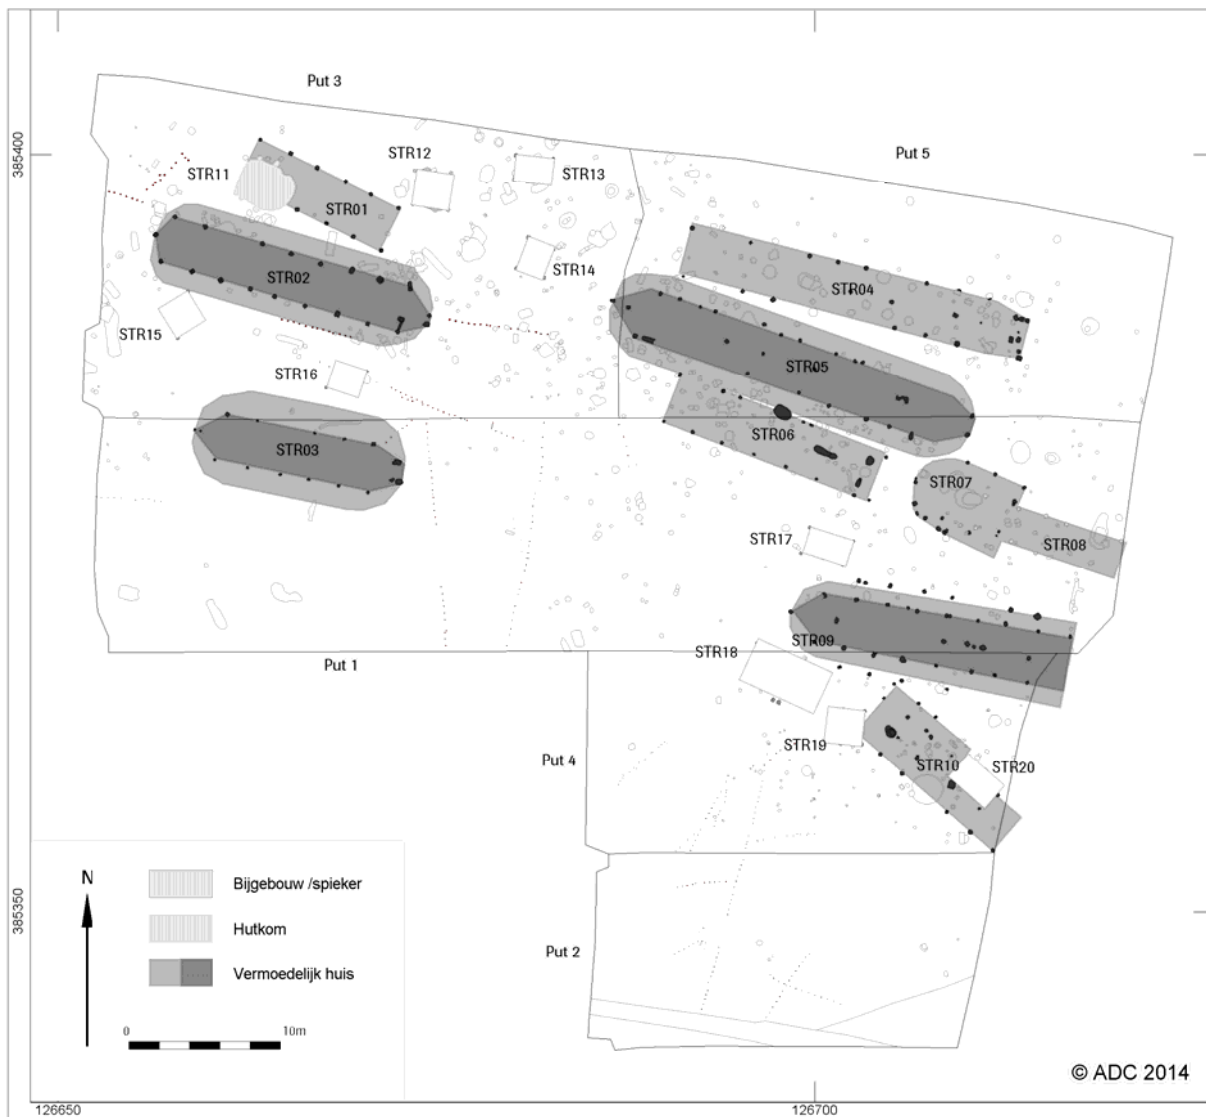 Put 3
385400
Put 5
STR12
STR13
STR11
STR01
STR14
STR02
STR04
STR15
STR05
STR16
STR06
STR03
STR07
STR17
STR08
STR09
STR18
Put 1
STR19
Put 4
STR10
STR20
N
Bijgebouw /spieker
385350
Hutkom
Put 2
Vermoedelijk huis
0
10m
© ADC 2014
126650
126700